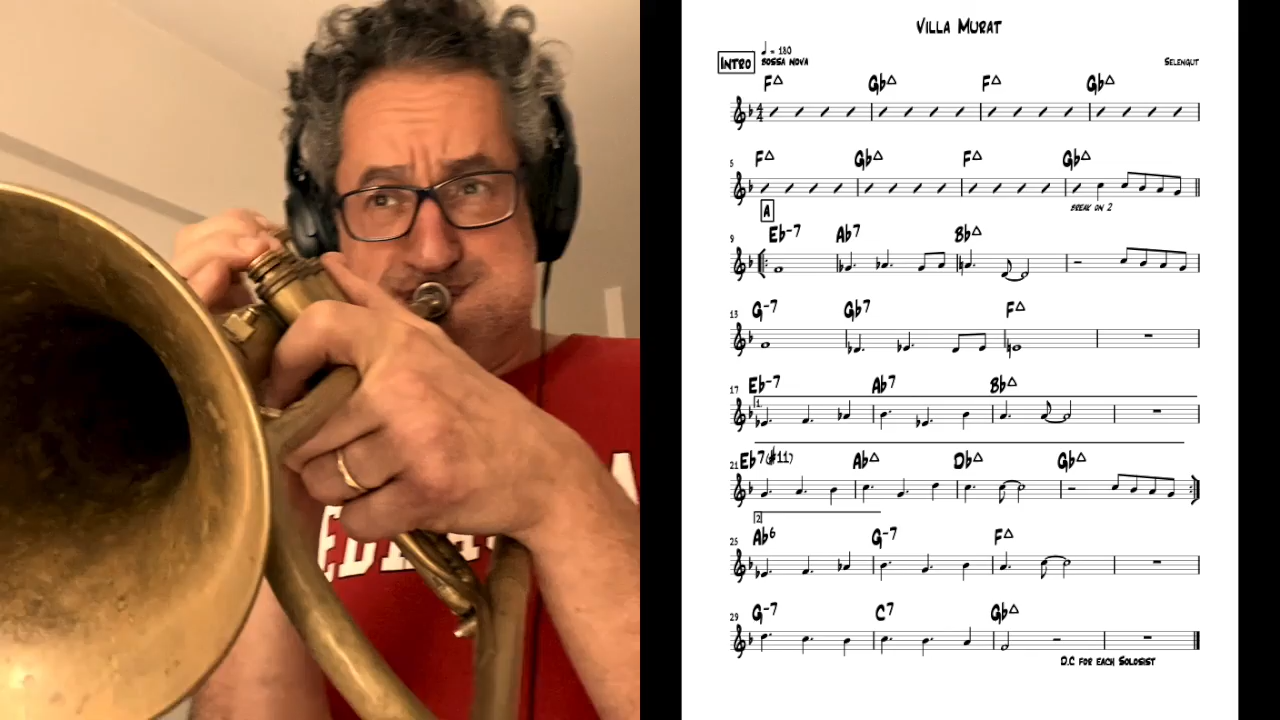 VILLA MURAT
INTRO
♩ = 180
BOSSA NOVA
SELENGUT
F△ Gb△ F△ Gb△
5
F△ Gb△ F△ Gb△
BREAK ON 2
A
9
Eb-7 Ab7 Bb△
13
G-7 Gb7 F△
17
Eb-7 Ab7 Bb△
1.
21
Eb7(#11) Ab△ Db△ Gb△
2
25
Ab6 G-7 F△
29
G-7 C7 Gb△
D.C FOR EACH SOLOIST